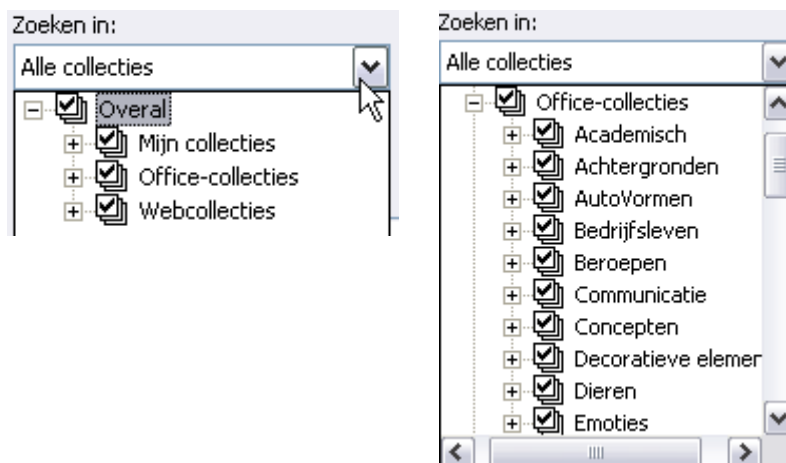 Zoeken in:
Alle collecties
Overal
Mijn collecties
Office-collecties
Webcollecties
Zoeken in:
Alle collecties
Office-collecties
Academisch
Achtergronden
AutoVormen
Bedrijfsleven
Beroepen
Communicatie
Concepten
Decoratieve elemer
Dieren
Emoties